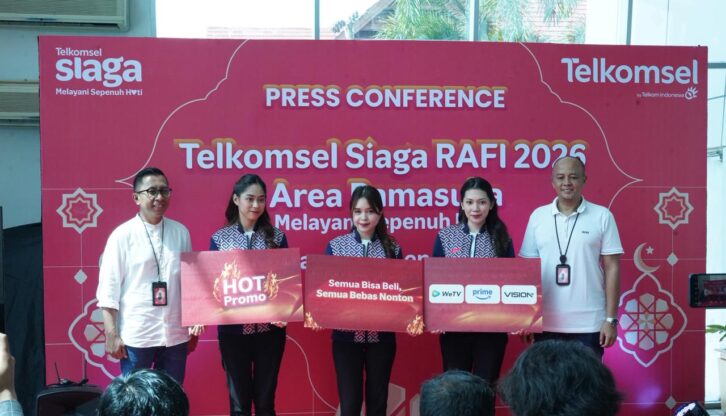 Telkomsel
siaga
Melayani Sepenuh Hati
Telkomsel
by Telkom Indonesia
PRESS CONFERENCE
Telkomsel Siaga RAFI 2026
Area Pamasuka
Melayani Sepenuh
HOT
Promo
Semua Bisa Beli,
Semua Bebas Nonton
WeTV
prime
VISION+